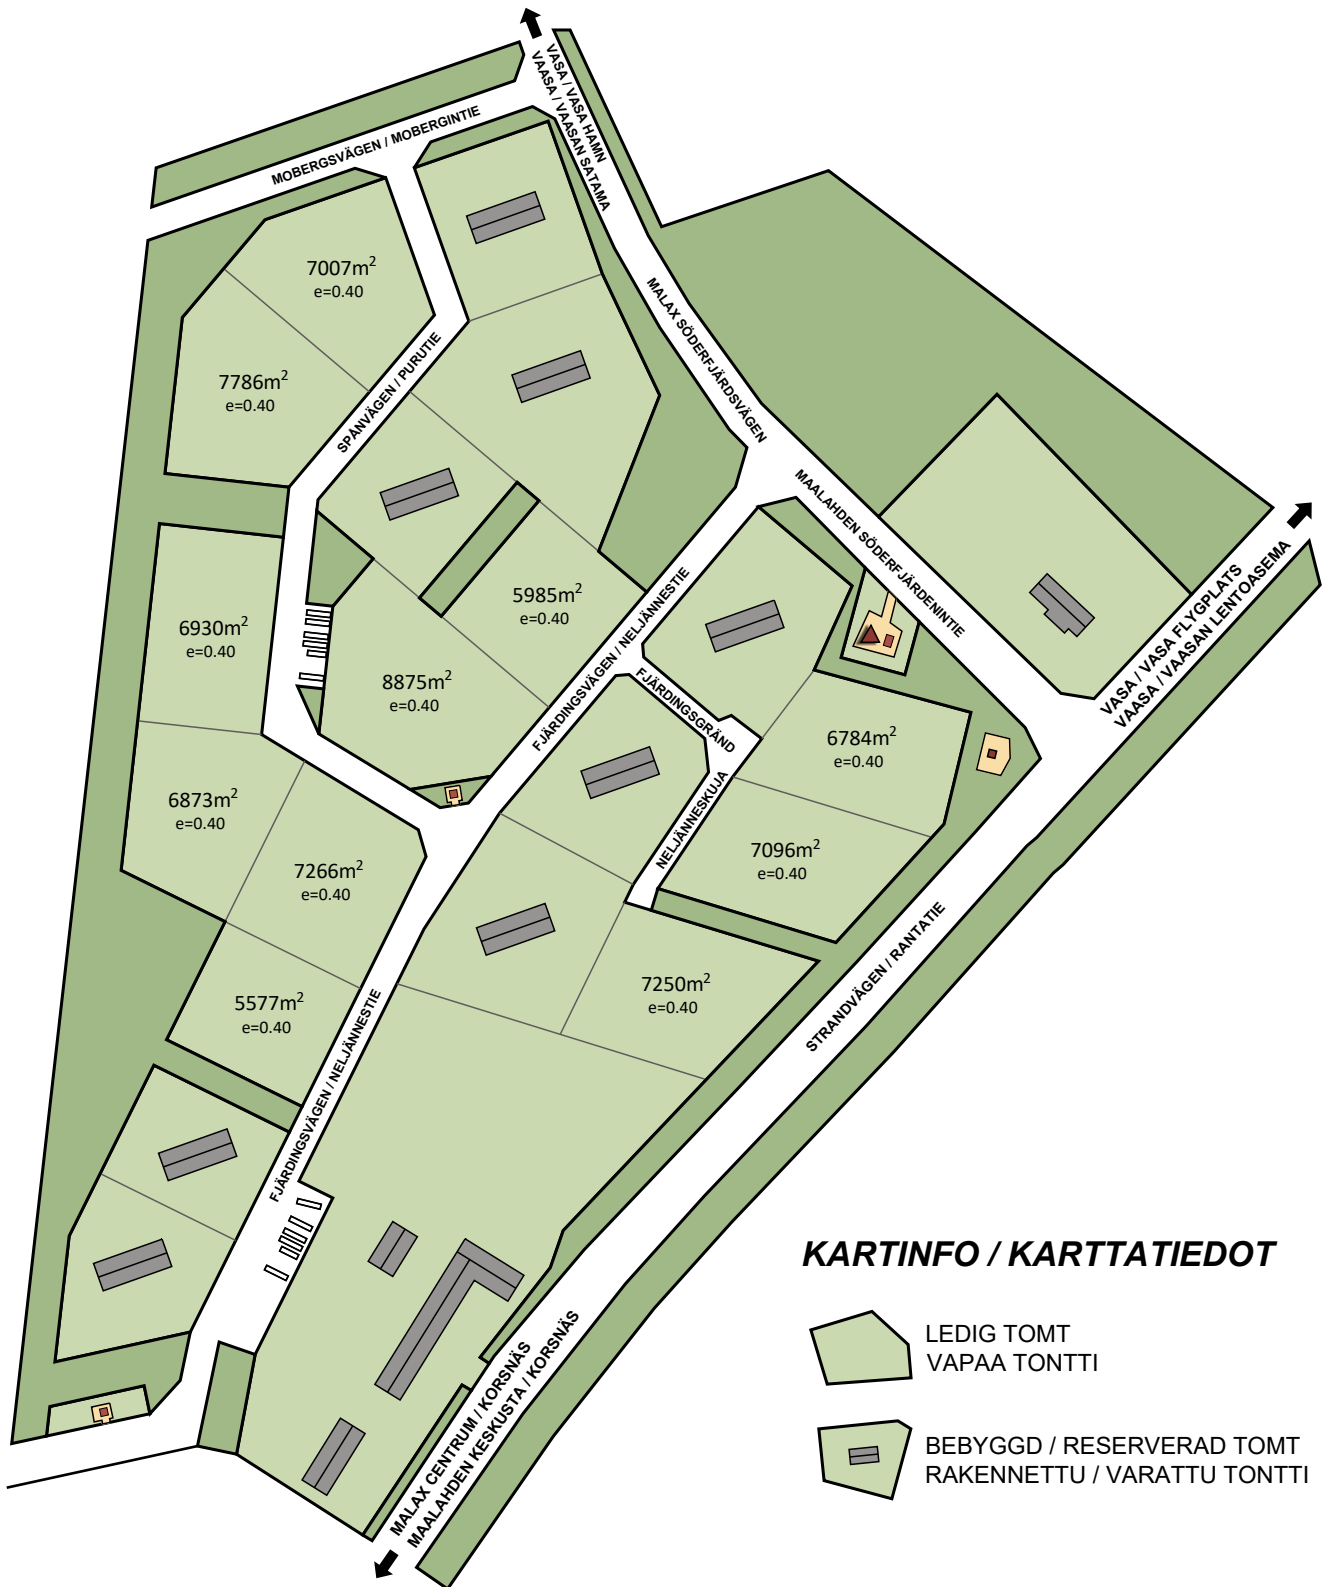 VASA / VASA HAMN
VAASA / VAASAN SATAMA
MOBERGSVÄGEN / MOBERGINTIE
7007m²
e=0.40
7786m²
e=0.40
SPÅNVÄGEN / PURUTIE
MALAX SÖDERFJÄRDSVÄGEN
MAALAHDEN SÖDERFJÄRDENINTIE
VASA / VASA FLYGPLATS
VAASA / VAASAN LENTOASEMA
5985m²
e=0.40
6930m²
e=0.40
8875m²
e=0.40
FJÄRDINGSVÄGEN / NELJÄNNESTIE
FJÄRDINGSGRÄND
NELJÄNNESKUJA
6784m²
e=0.40
6873m²
e=0.40
7096m²
e=0.40
7266m²
e=0.40
7250m²
e=0.40
5577m²
e=0.40
STRANDVÄGEN / RANTATIE
FJÄRDINGSVÄGEN / NELJÄNNESTIE
MALAX CENTRUM / KORSNÄS
MAALAHDEN KESKUSTA / KORSNÄS
KARTINFO / KARTTATIEDOT
LEDIG TOMT
VAPAA TONTTI
BEBYGGD / RESERVERAD TOMT
RAKENNETTU / VARATTU TONTTI